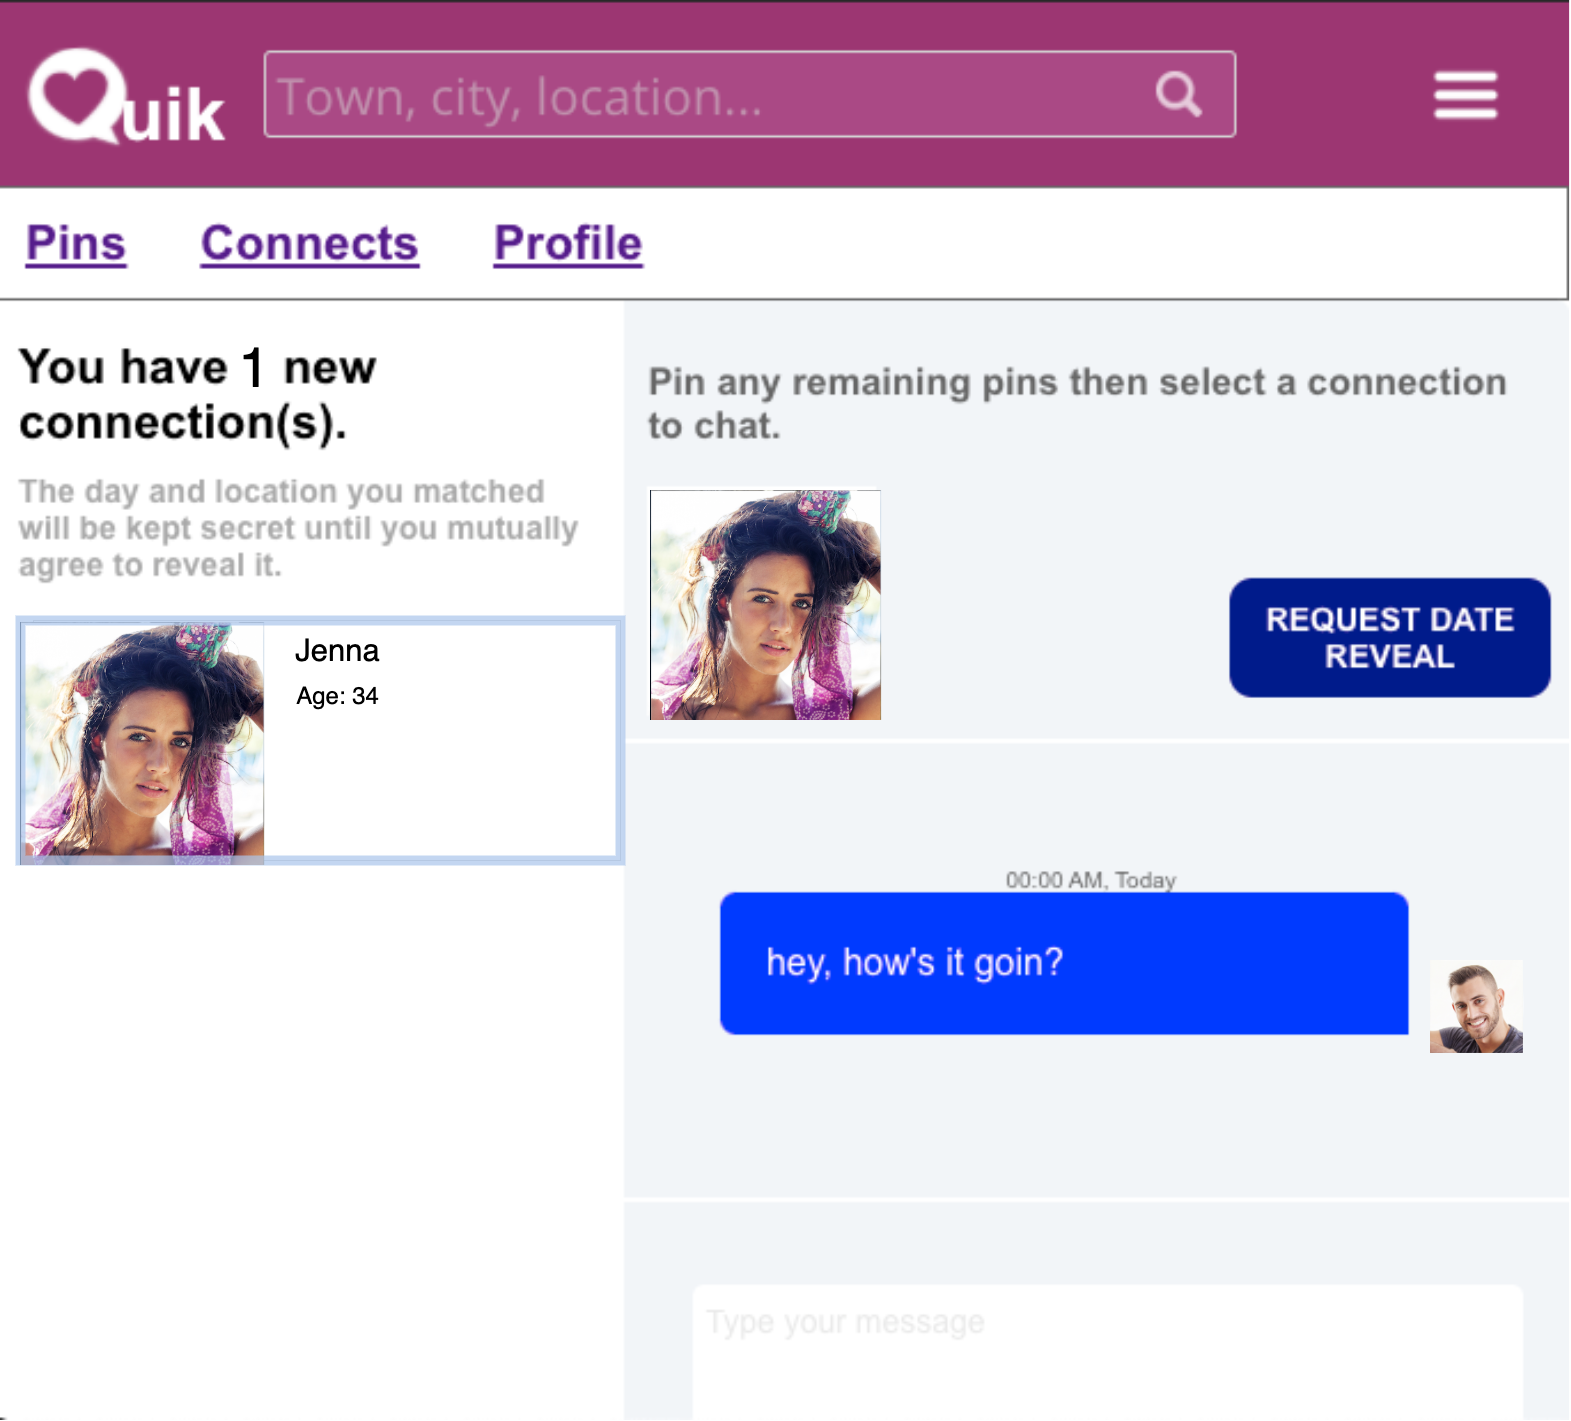 Quik
Town, city, location...
Pins Connects Profile
You have 1 new
connection(s).
The day and location you matched
will be kept secret until you mutually
agree to reveal it.
Jenna
Age: 34
Pin any remaining pins then select a connection
to chat.
REQUEST DATE
REVEAL
00:00 AM, Today
hey, how's it goin?
Type your message